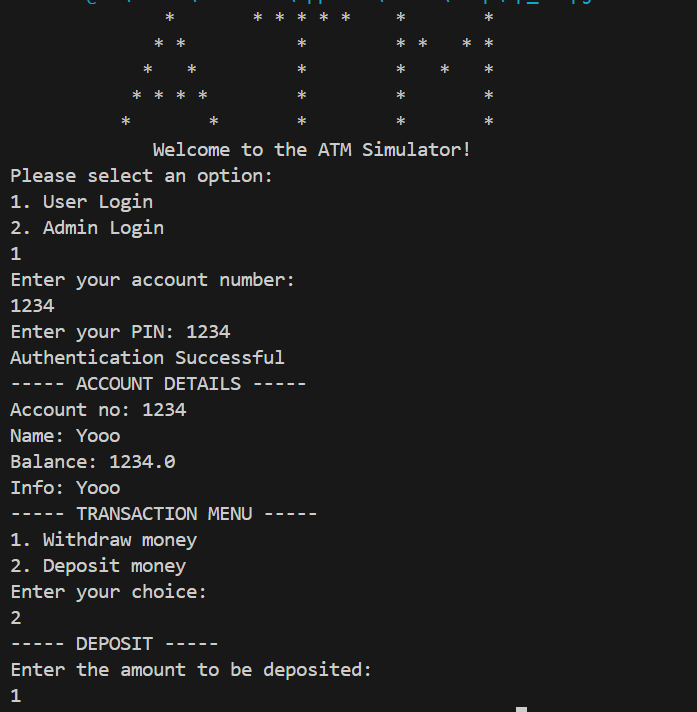 *       * * * * *    *       *
* *          *        * *   * *
*   *         *        *   *   *
* * * *        *        *       *
*       *       *        *       *
Welcome to the ATM Simulator!
Please select an option:
1. User Login
2. Admin Login
1
Enter your account number:
1234
Enter your PIN: 1234
Authentication Successful
----- ACCOUNT DETAILS -----
Account no: 1234
Name: Yooo
Balance: 1234.0
Info: Yooo
----- TRANSACTION MENU -----
1. Withdraw money
2. Deposit money
Enter your choice:
2
----- DEPOSIT -----
Enter the amount to be deposited:
1